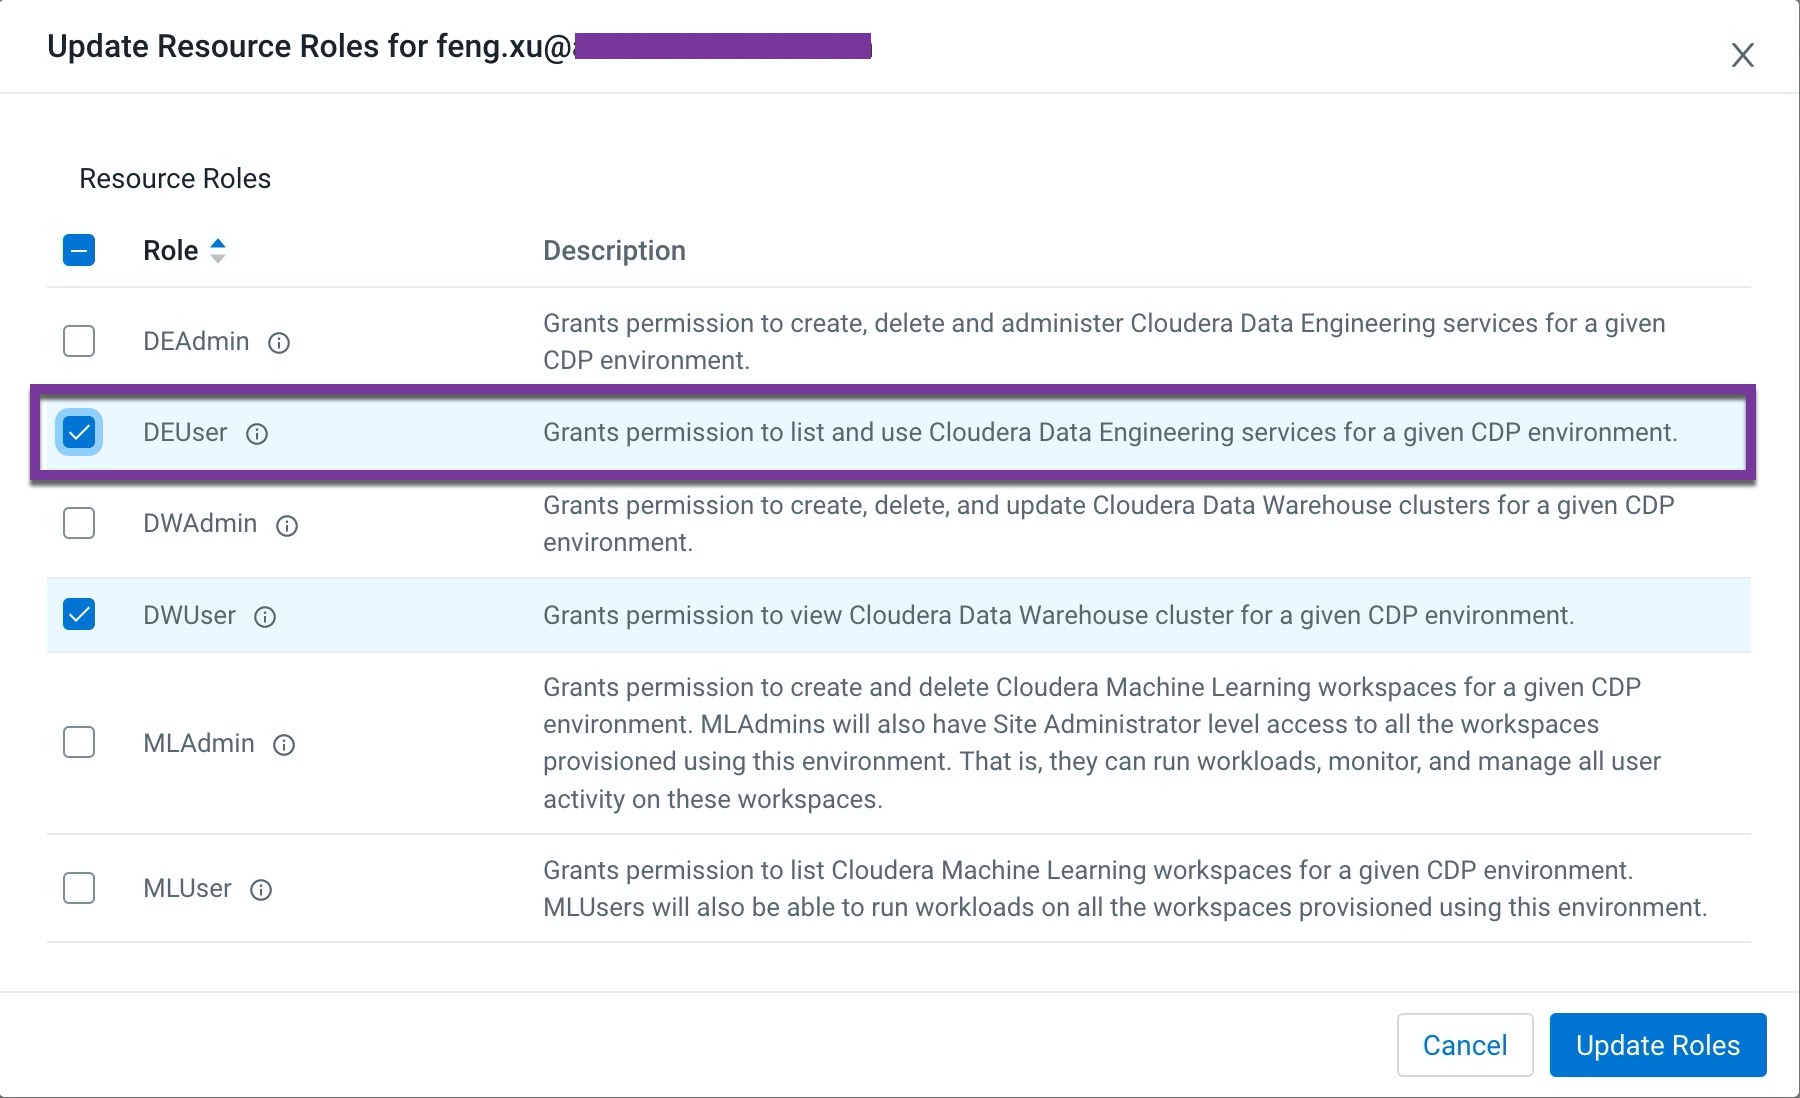 Update Resource Roles for feng.xu@
Resource Roles
Role Description
DEAdmin Grants permission to create, delete and administer Cloudera Data Engineering services for a given
CDP environment.
DEUser Grants permission to list and use Cloudera Data Engineering services for a given CDP environment.
DWAdmin Grants permission to create, delete, and update Cloudera Data Warehouse clusters for a given CDP
environment.
DWUser Grants permission to view Cloudera Data Warehouse cluster for a given CDP environment.
MLAdmin Grants permission to create and delete Cloudera Machine Learning workspaces for a given CDP
environment. MLAdmins will also have Site Administrator level access to all the workspaces
provisioned using this environment. That is, they can run workloads, monitor, and manage all user
activity on these workspaces.
MLUser Grants permission to list Cloudera Machine Learning workspaces for a given CDP environment.
MLUsers will also be able to run workloads on all the workspaces provisioned using this environment.
Cancel Update Roles